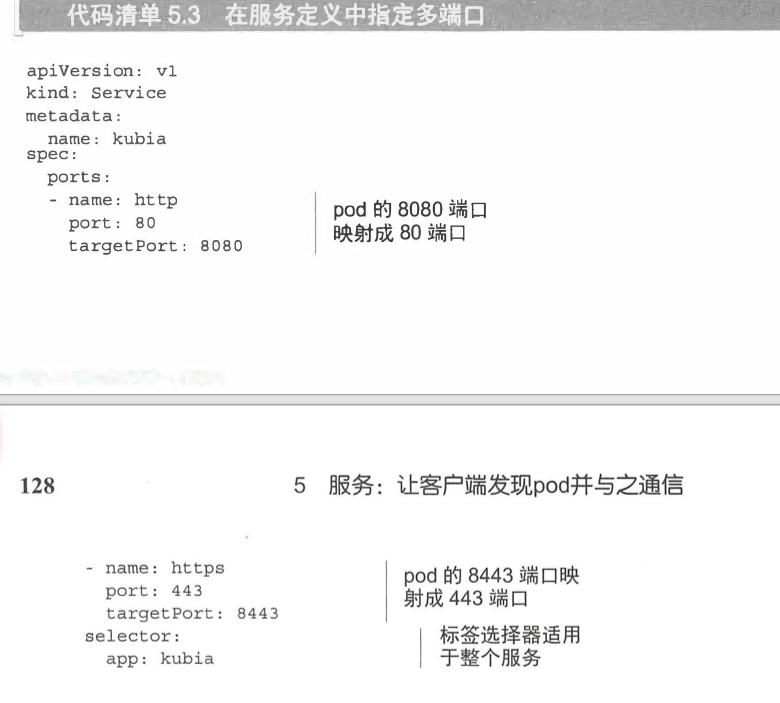 代码清单 5.3 在服务定义中指定多端口
apiVersion: v1
kind: Service
metadata:
  name: kubia
spec:
  ports:
  - name: http
    port: 80
    targetPort: 8080
pod 的 8080 端口
映射成 80 端口
128 5 服务：让客户端发现pod并与之通信
- name: https
  port: 443
  targetPort: 8443
selector:
  app: kubia
pod 的 8443 端口映
射成 443 端口
标签选择器适用
于整个服务